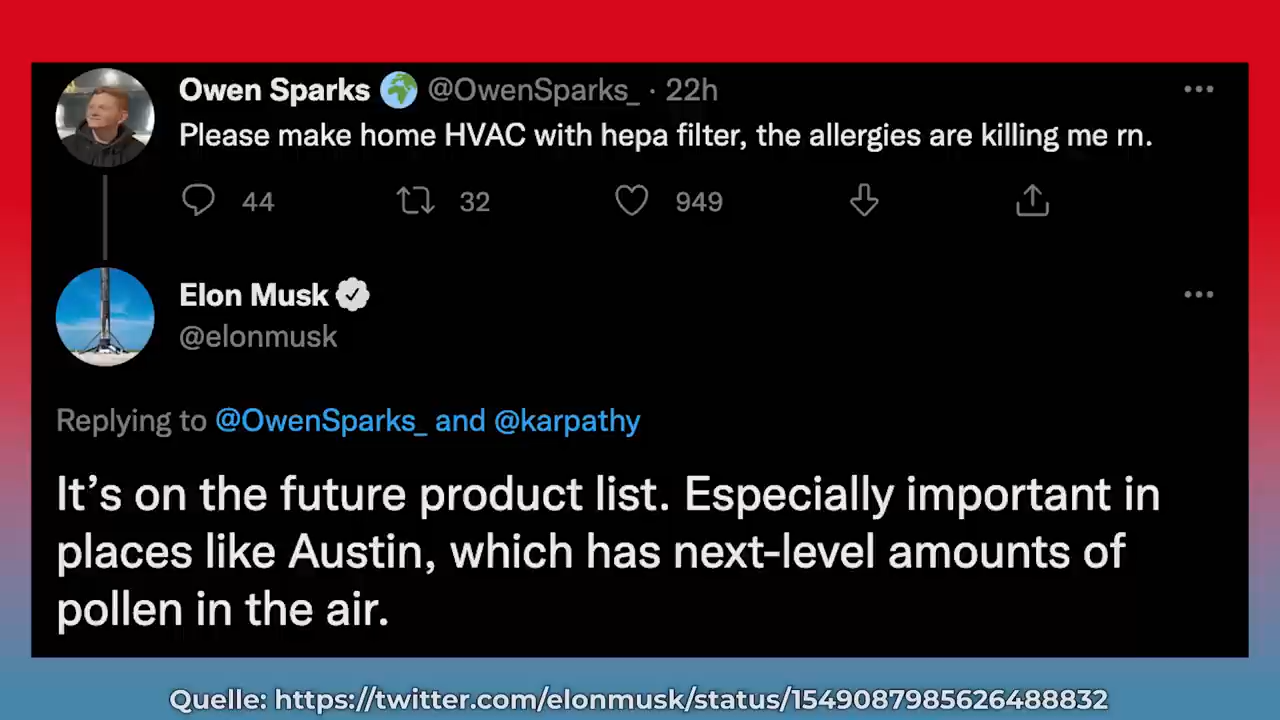 Owen Sparks 🌍 @OwenSparks_ · 22h
Please make home HVAC with hepa filter, the allergies are killing me rn.
44 32 949
Elon Musk
@elonmusk
Replying to @OwenSparks_ and @karpathy
It’s on the future product list. Especially important in
places like Austin, which has next-level amounts of
pollen in the air.
Quelle: https://twitter.com/elonmusk/status/1549087985626488832